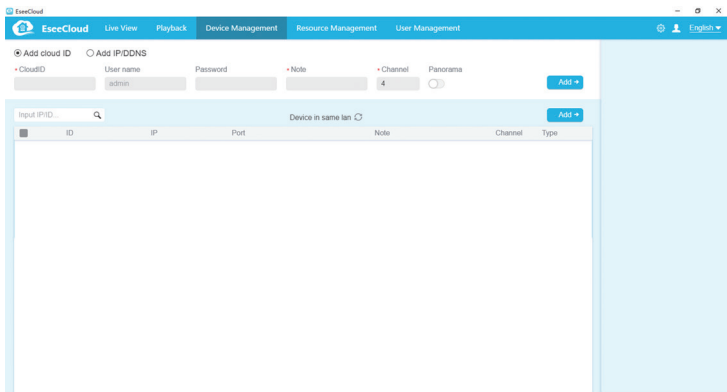 EseeCloud
EseeCloud Live View Playback Device Management Resource Management User Management English
Add cloud ID Add IP/DDNS
* CloudID User name Password * Note * Channel Panorama
admin 4 Add
Input IP/ID... Device in same lan Add
ID IP Port Note Channel Type